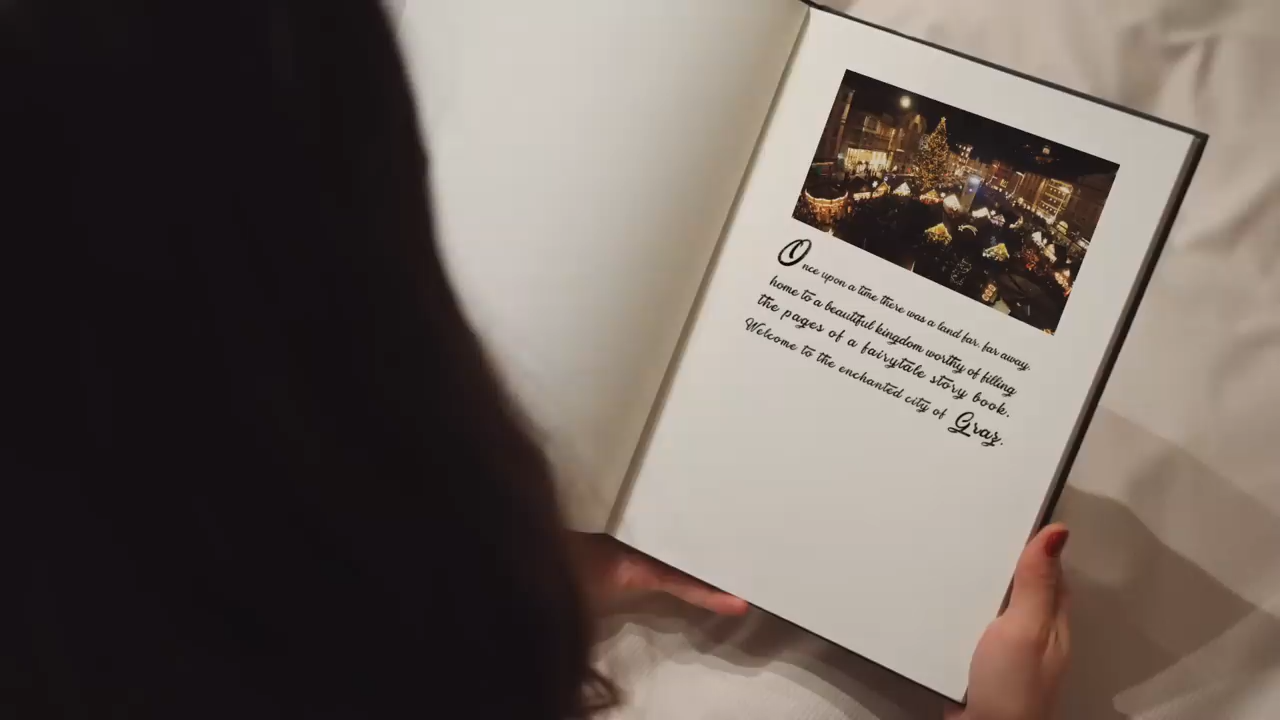 Once upon a time there was a land far, far away,
home to a beautiful kingdom worthy of filling
the pages of a fairytale story book.
Welcome to the enchanted city of Graz.